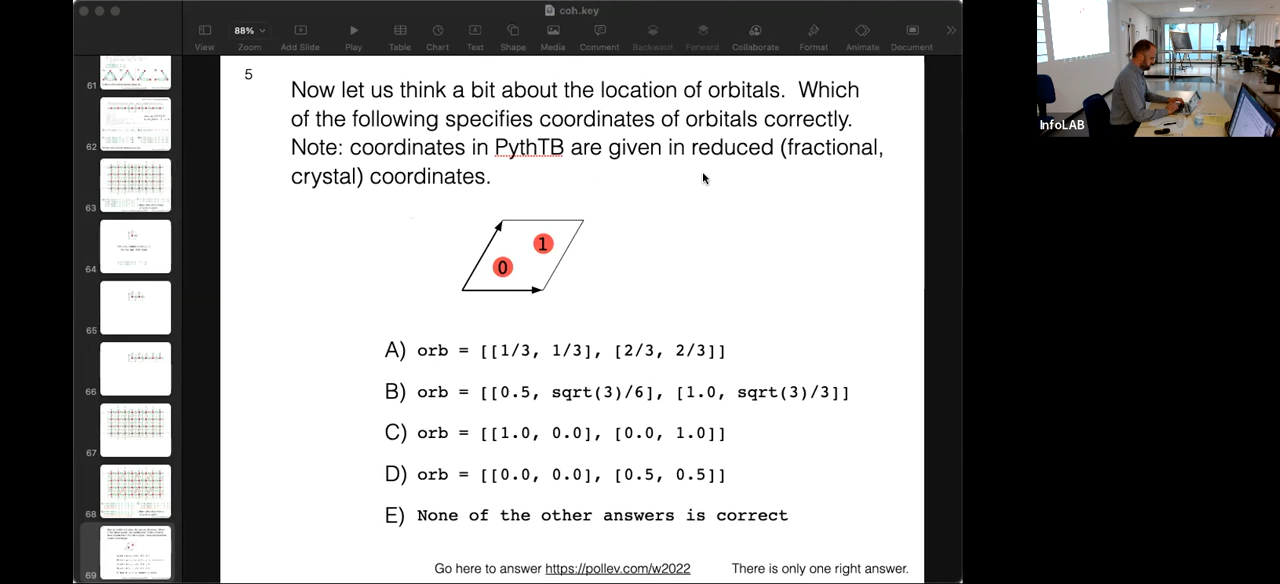 coh.key
88%
View Zoom Add Slide Play Table Chart Text Shape Media Comment Backward Forward Collaborate Format Animate Document
61
62
63
64
65
66
67
68
69
5
Now let us think a bit about the location of orbitals. Which
of the following specifies coordinates of orbitals correctly.
Note: coordinates in PythTB are given in reduced (fractional,
crystal) coordinates.
1
0
A) orb = [[1/3, 1/3], [2/3, 2/3]]
B) orb = [[0.5, sqrt(3)/6], [1.0, sqrt(3)/3]]
C) orb = [[1.0, 0.0], [0.0, 1.0]]
D) orb = [[0.0, 0.0], [0.5, 0.5]]
E) None of the other answers is correct
Go here to answer https://pollev.com/w2022 There is only one right answer.
InfoLAB